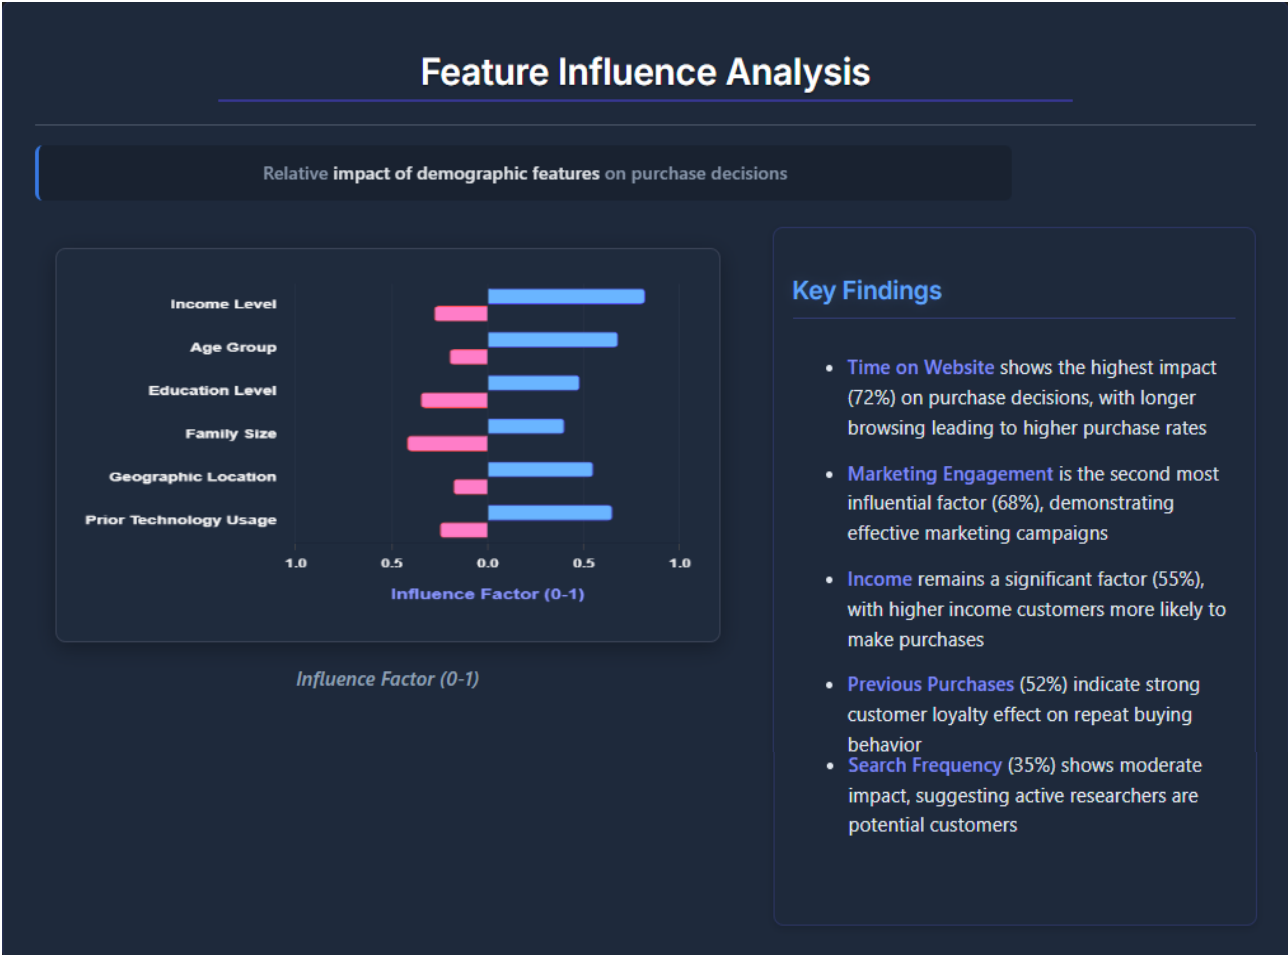 Feature Influence Analysis
Relative impact of demographic features on purchase decisions
Income Level
Age Group
Education Level
Family Size
Geographic Location
Prior Technology Usage
1.0 0.5 0.0 0.5 1.0
Influence Factor (0-1)
Influence Factor (0-1)
Key Findings
• Time on Website shows the highest impact
(72%) on purchase decisions, with longer
browsing leading to higher purchase rates
• Marketing Engagement is the second most
influential factor (68%), demonstrating
effective marketing campaigns
• Income remains a significant factor (55%),
with higher income customers more likely to
make purchases
• Previous Purchases (52%) indicate strong
customer loyalty effect on repeat buying
behavior
• Search Frequency (35%) shows moderate
impact, suggesting active researchers are
potential customers